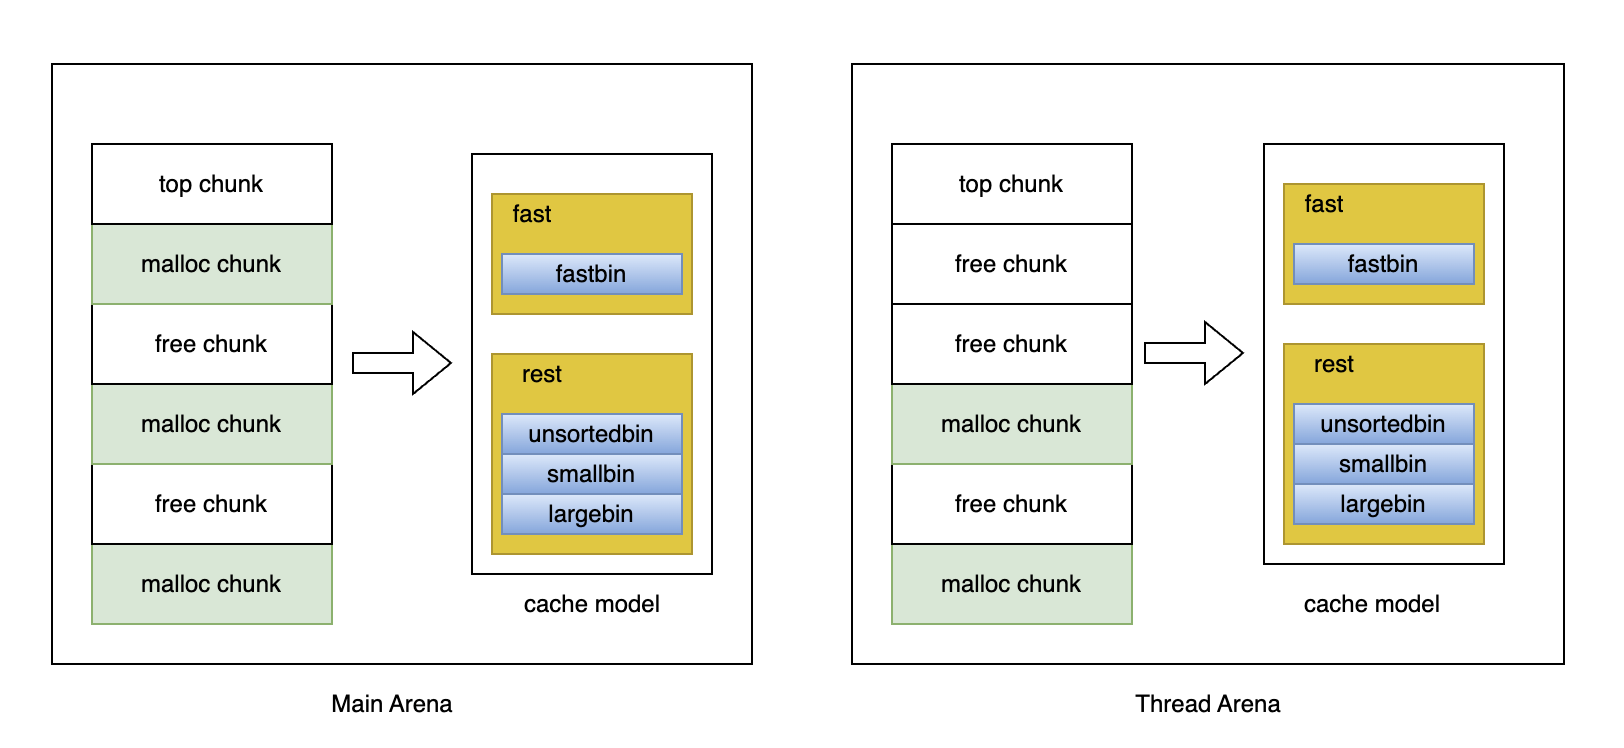 top chunk
malloc chunk
free chunk
malloc chunk
free chunk
malloc chunk
fast
fastbin
rest
unsortedbin
smallbin
largebin
cache model
Main Arena
top chunk
free chunk
free chunk
malloc chunk
free chunk
malloc chunk
fast
fastbin
rest
unsortedbin
smallbin
largebin
cache model
Thread Arena